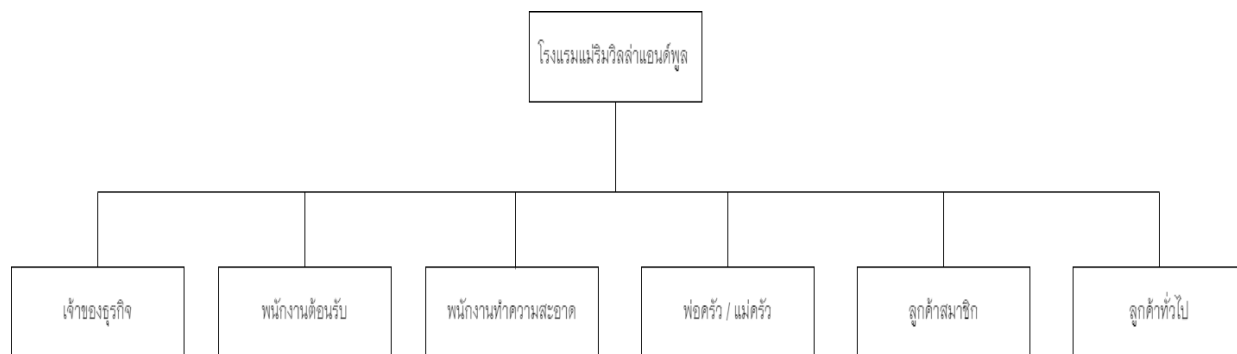 โรงแรมแม่ริมวิลล่าแอนด์พูล
เจ้าของธุรกิจ
พนักงานต้อนรับ
พนักงานทำความสะอาด
พ่อครัว / แม่ครัว
ลูกค้าสมาชิก
ลูกค้าทั่วไป